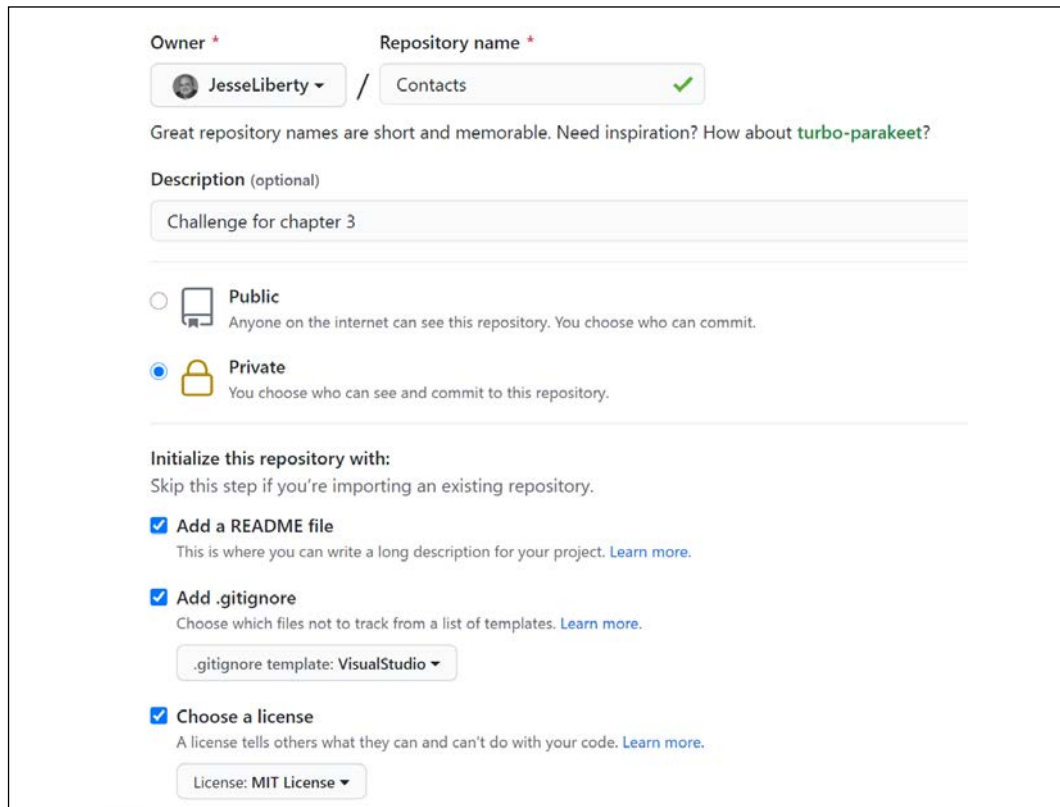 Owner * Repository name *
JesseLiberty / Contacts
Great repository names are short and memorable. Need inspiration? How about turbo-parakeet?
Description (optional)
Challenge for chapter 3
Public
Anyone on the internet can see this repository. You choose who can commit.
Private
You choose who can see and commit to this repository.
Initialize this repository with:
Skip this step if you're importing an existing repository.
Add a README file
This is where you can write a long description for your project. Learn more.
Add .gitignore
Choose which files not to track from a list of templates. Learn more.
.gitignore template: VisualStudio
Choose a license
A license tells others what they can and can't do with your code. Learn more.
License: MIT License